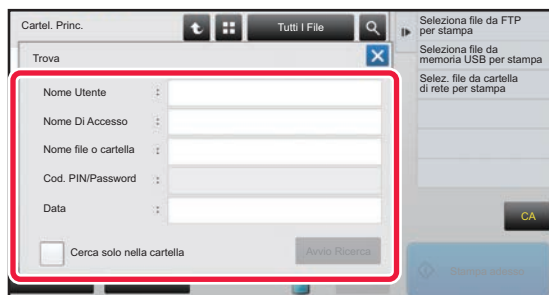 Cartel. Princ.
Tutti I File
Trova
Nome Utente :
Nome Di Accesso :
Nome file o cartella :
Cod. PIN/Password :
Data :
Cerca solo nella cartella
Avvio Ricerca
Seleziona file da FTP
per stampa
Seleziona file da
memoria USB per stampa
Selez. file da cartella
di rete per stampa
CA
Stampa adesso